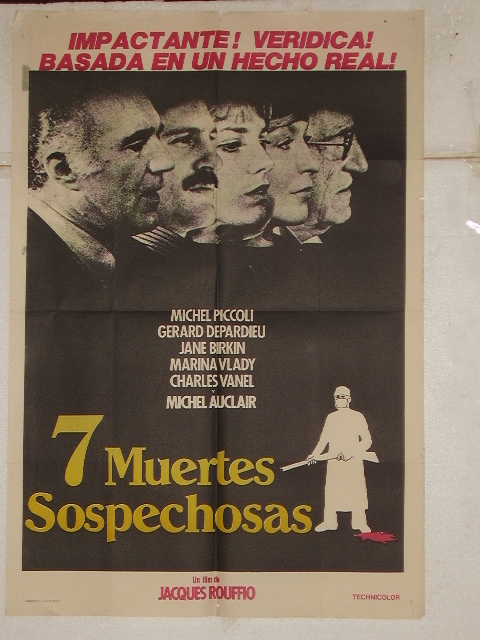 IMPACTANTE! VERIDICA!
BASADA EN UN HECHO REAL!
MICHEL PICCOLI
GERARD DEPARDIEU
JANE BIRKIN
MARINA VLADY
CHARLES VANEL
Y
MICHEL AUCLAIR
7 Muertes
Sospechosas
Un film de
JACQUES ROUFFIO
TECHNICOLOR